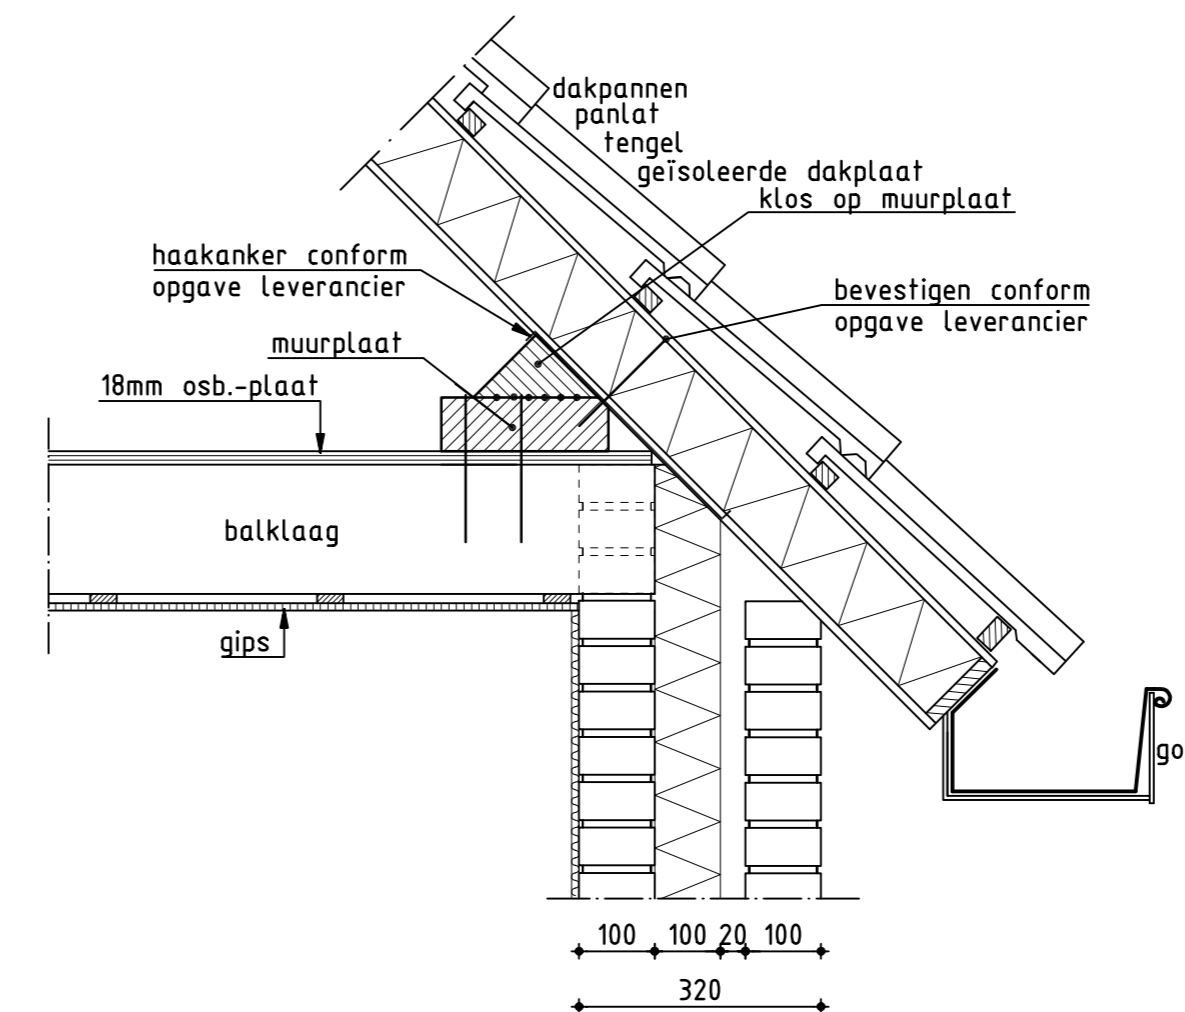 dakpannen
panlat
tengel
geïsoleerde dakplaat
klos op muurplaat
haakanker conform
opgave leverancier
bevestigen conform
opgave leverancier
muurplaat
18mm osb.-plaat
balklaag
gips
go
100 100 20 100
320